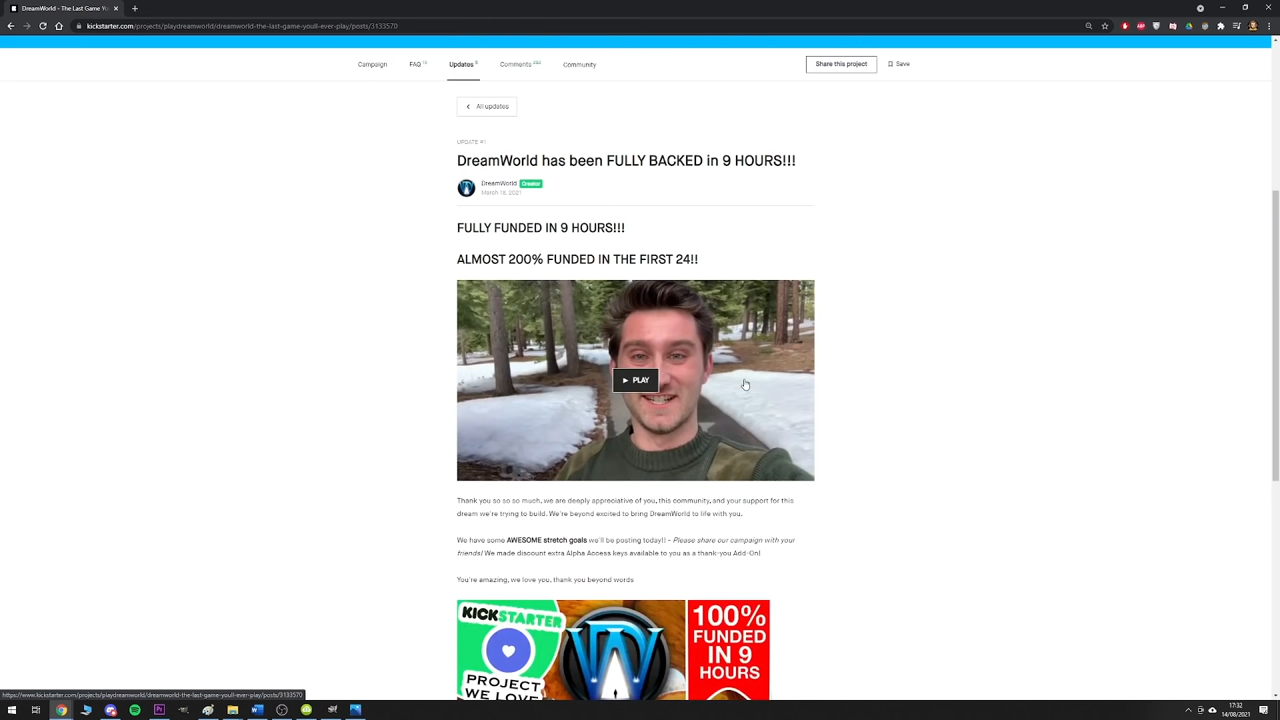 DreamWorld - The Last Game Yo
kickstarter.com/projects/playdreamworld/dreamworld-the-last-game-youll-ever-play/posts/3133570
Campaign FAQ Updates Comments Community Share this project Save
All updates
UPDATE #1
DreamWorld has been FULLY BACKED in 9 HOURS!!!
DreamWorld Creator
March 18, 2021
FULLY FUNDED IN 9 HOURS!!!
ALMOST 200% FUNDED IN THE FIRST 24!!
PLAY
Thank you so so so much, we are deeply appreciative of you, this community, and your support for this
dream we're trying to build. We're beyond excited to bring DreamWorld to life with you.
We have some AWESOME stretch goals we'll be posting today!! - Please share our campaign with your
friends! We made discount extra Alpha Access keys available to you as a thank-you Add-On!
You're amazing, we love you, thank you beyond words
KICKSTARTER
PROJECT
WE LOVE
100%
FUNDED
IN 9
HOURS
https://www.kickstarter.com/projects/playdreamworld/dreamworld-the-last-game-youll-ever-play/posts/3133570
17:32
14/08/2021